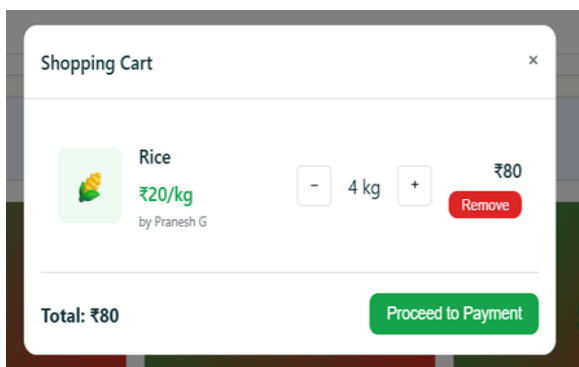 Shopping Cart ×
Rice
₹20/kg
by Pranesh G
− 4 kg +
₹80
Remove
Total: ₹80
Proceed to Payment